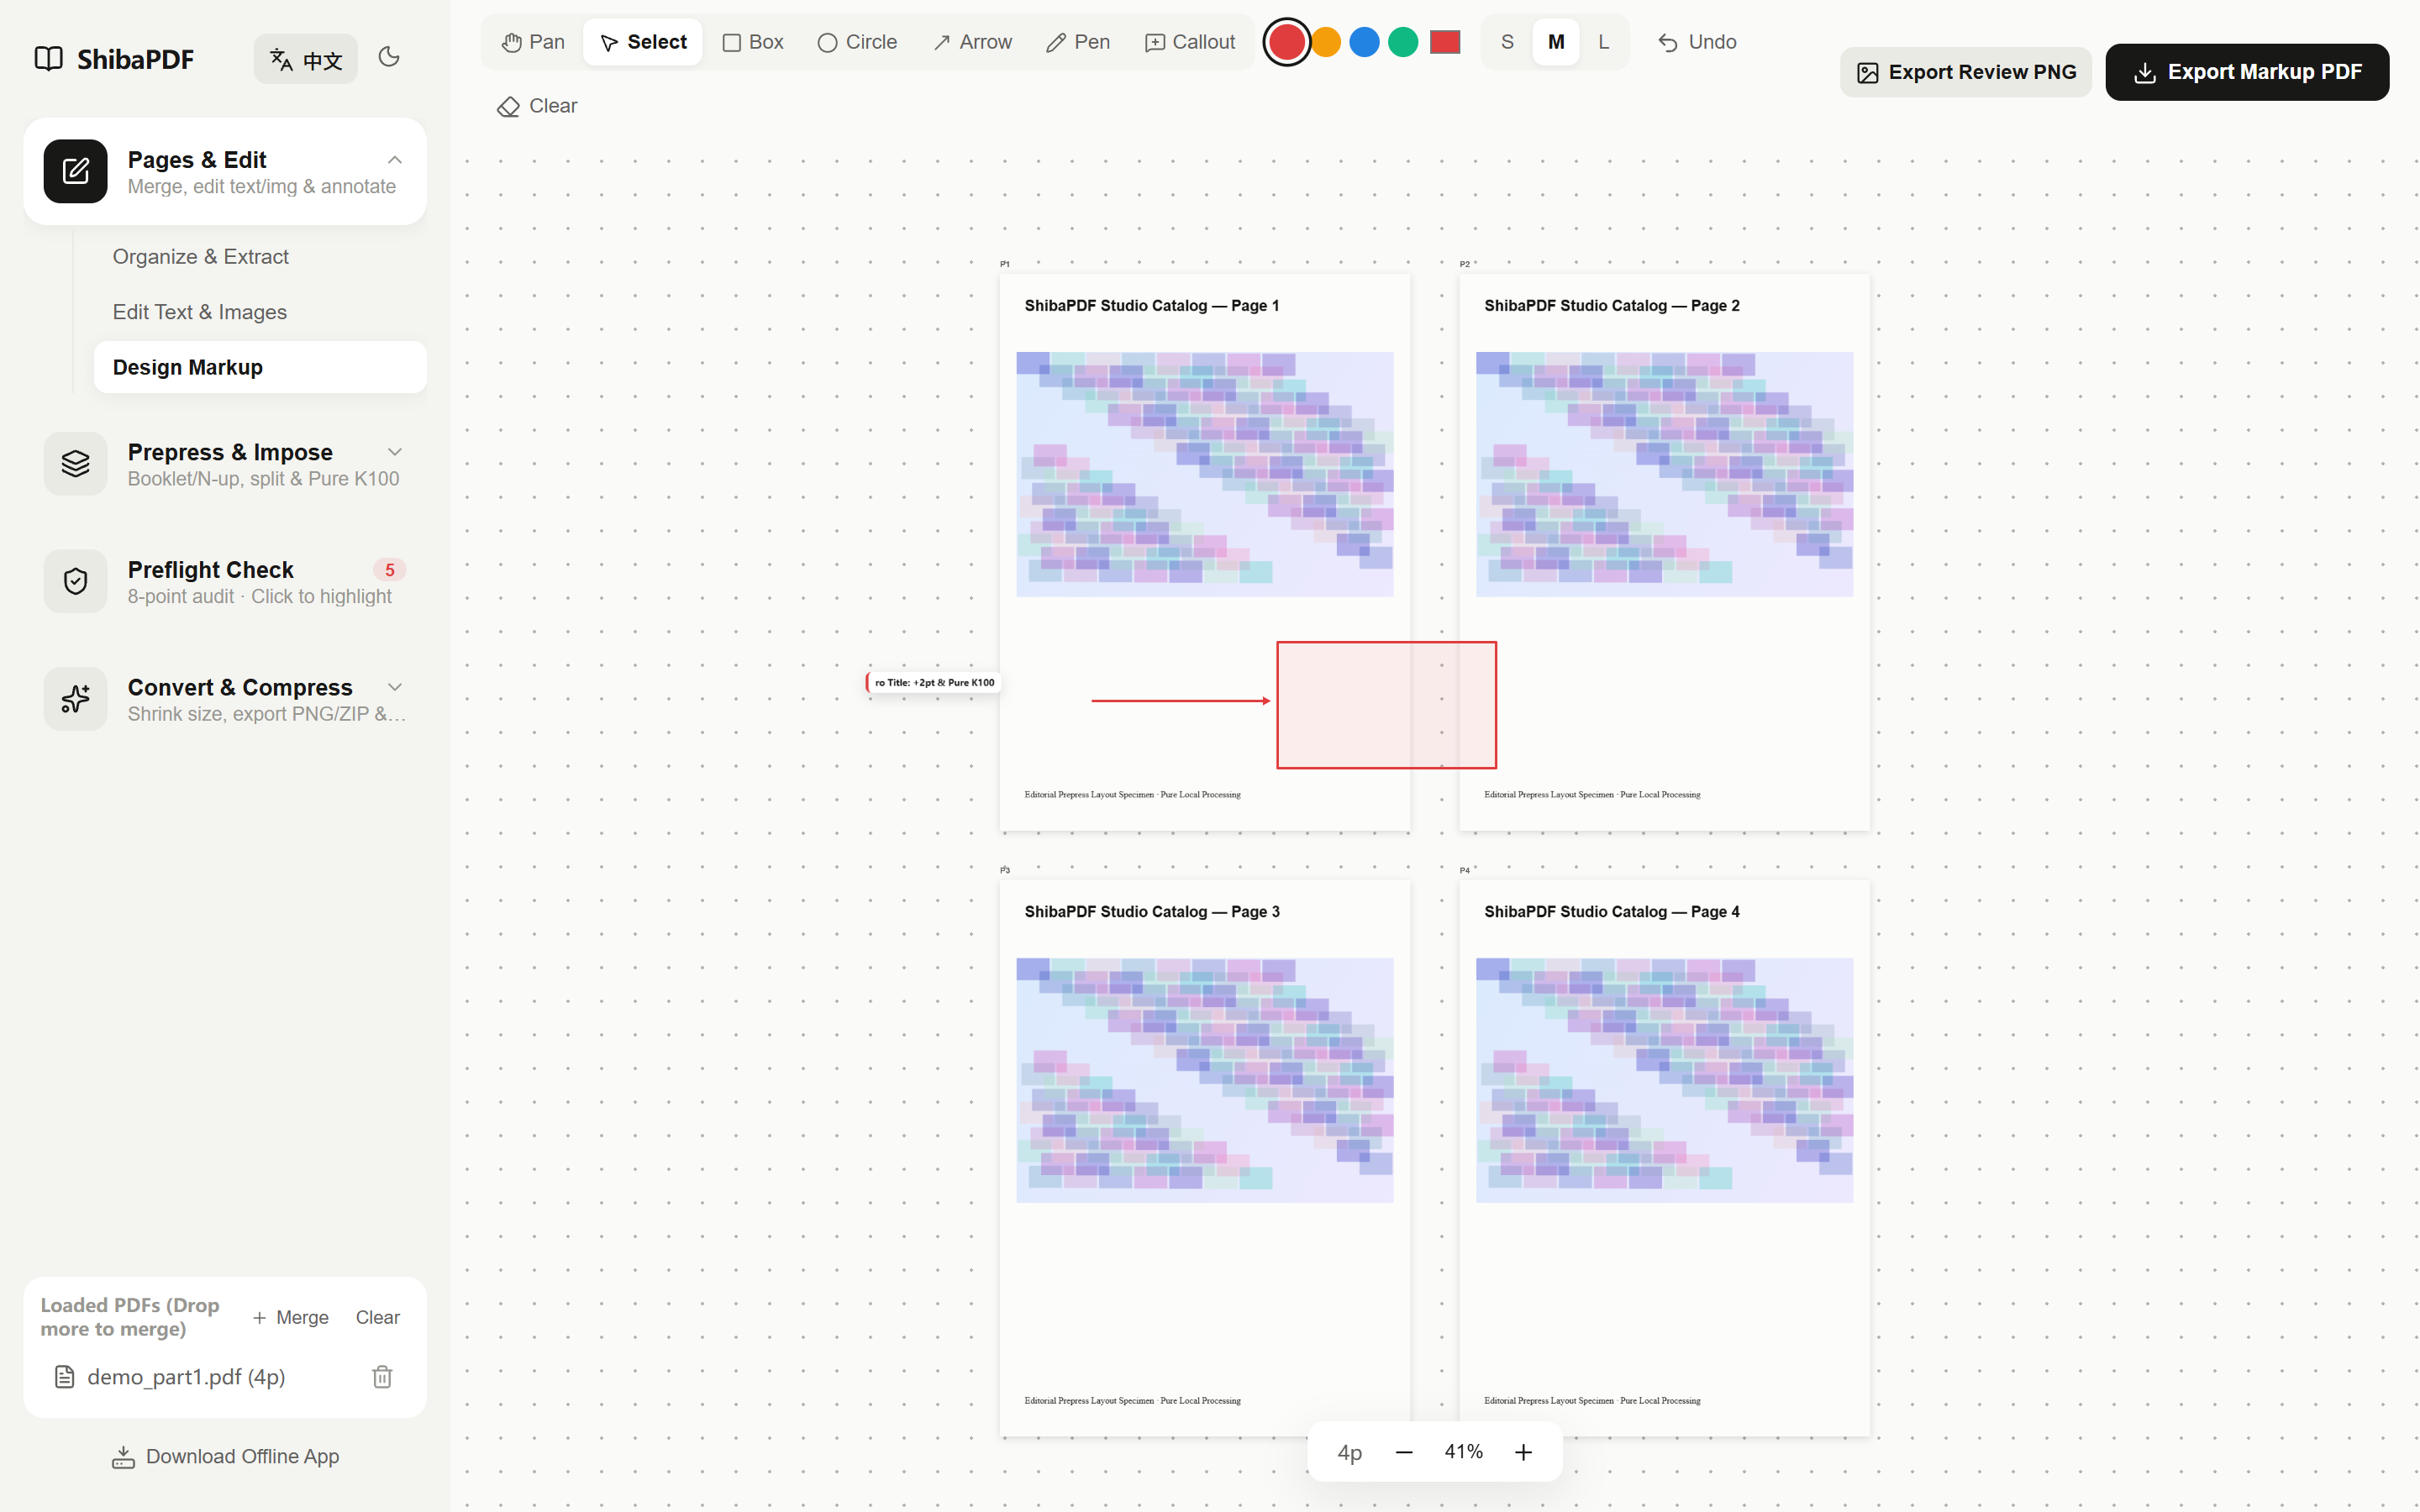 ShibaPDF
中文
Pages & Edit
Merge, edit text/img & annotate
Organize & Extract
Edit Text & Images
Design Markup
Prepress & Impose
Booklet/N-up, split & Pure K100
Preflight Check
5
8-point audit · Click to highlight
Convert & Compress
Shrink size, export PNG/ZIP &...
Loaded PDFs (Drop
more to merge)
Merge
Clear
demo_part1.pdf (4p)
Download Offline App
Pan
Select
Box
Circle
Arrow
Pen
Callout
S
M
L
Undo
Clear
Export Review PNG
Export Markup PDF
P1
ShibaPDF Studio Catalog — Page 1
ro Title: +2pt & Pure K100
Editorial Prepress Layout Specimen · Pure Local Processing
P2
ShibaPDF Studio Catalog — Page 2
Editorial Prepress Layout Specimen · Pure Local Processing
P3
ShibaPDF Studio Catalog — Page 3
Editorial Prepress Layout Specimen · Pure Local Processing
P4
ShibaPDF Studio Catalog — Page 4
Editorial Prepress Layout Specimen · Pure Local Processing
4p
41%